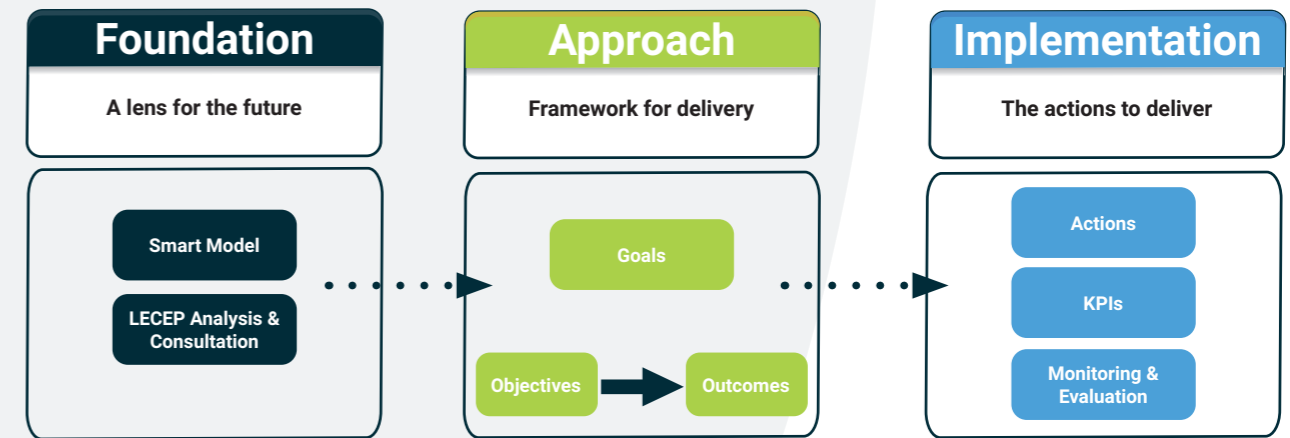 Foundation
A lens for the future
Smart Model
LECEP Analysis &
Consultation
Approach
Framework for delivery
Goals
Objectives
Outcomes
Implementation
The actions to deliver
Actions
KPIs
Monitoring &
Evaluation